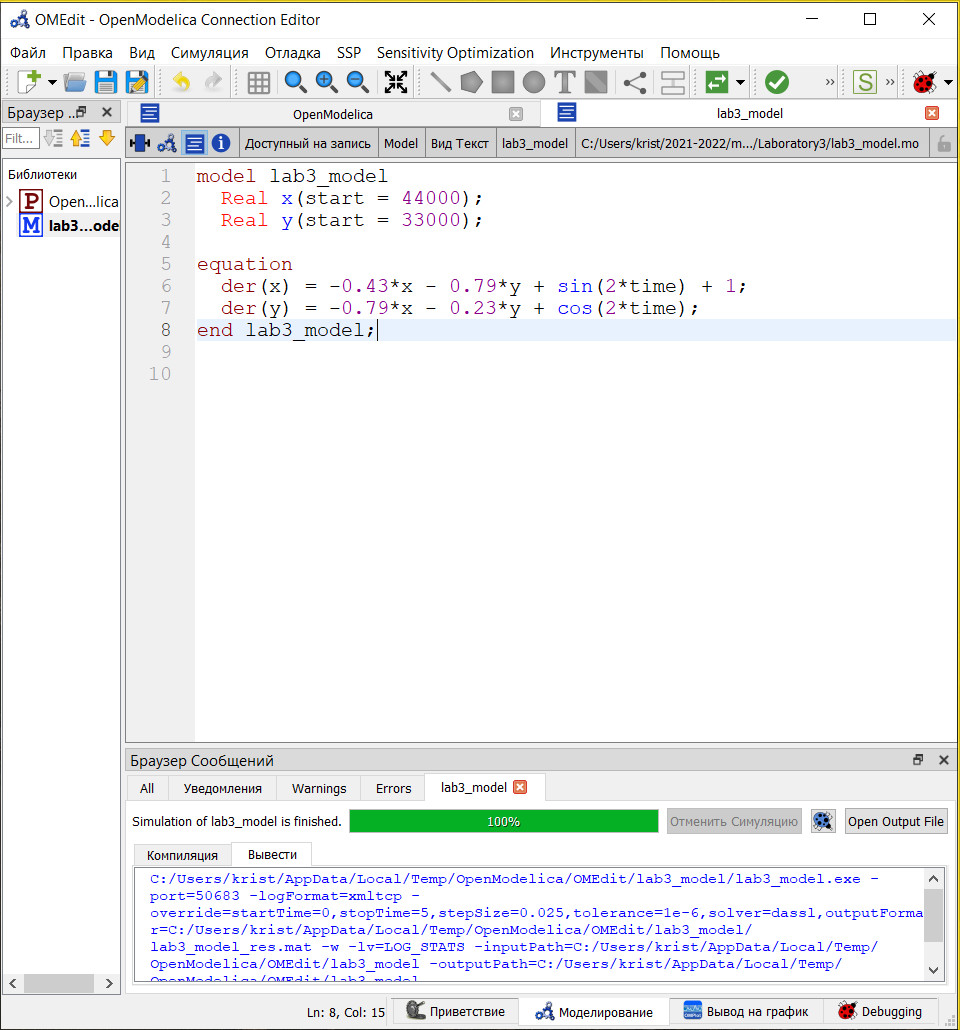 OMEdit - OpenModelica Connection Editor
Файл Правка Вид Симуляция Отладка SSP Sensitivity Optimization Инструменты Помощь
Браузер ..
OpenModelica
lab3_model
Filt...
Доступный на запись Model Вид Текст lab3_model C:/Users/krist/2021-2022/m.../Laboratory3/lab3_model.mo
Библиотеки
P Open...lica
M lab3...ode
1 model lab3_model
2 Real x(start = 44000);
3 Real y(start = 33000);
4
5 equation
6 der(x) = -0.43*x - 0.79*y + sin(2*time) + 1;
7 der(y) = -0.79*x - 0.23*y + cos(2*time);
8 end lab3_model;
9
10
Браузер Сообщений
All Уведомления Warnings Errors lab3_model
Simulation of lab3_model is finished. 100% Отменить Симуляцию Open Output File
Компиляция Вывести
C:/Users/krist/AppData/Local/Temp/OpenModelica/OMEdit/lab3_model/lab3_model.exe -
port=50683 -logFormat=xmltcp -
override=startTime=0,stopTime=5,stepSize=0.025,tolerance=1e-6,solver=dassl,outputForma
r=C:/Users/krist/AppData/Local/Temp/OpenModelica/OMEdit/lab3_model/
lab3_model_res.mat -w -lv=LOG_STATS -inputPath=C:/Users/krist/AppData/Local/Temp/
OpenModelica/OMEdit/lab3_model -outputPath=C:/Users/krist/AppData/Local/Temp/
OpenModelica/OMEdit/lab3_model
Ln: 8, Col: 15 Приветствие Моделирование Вывод на график Debugging